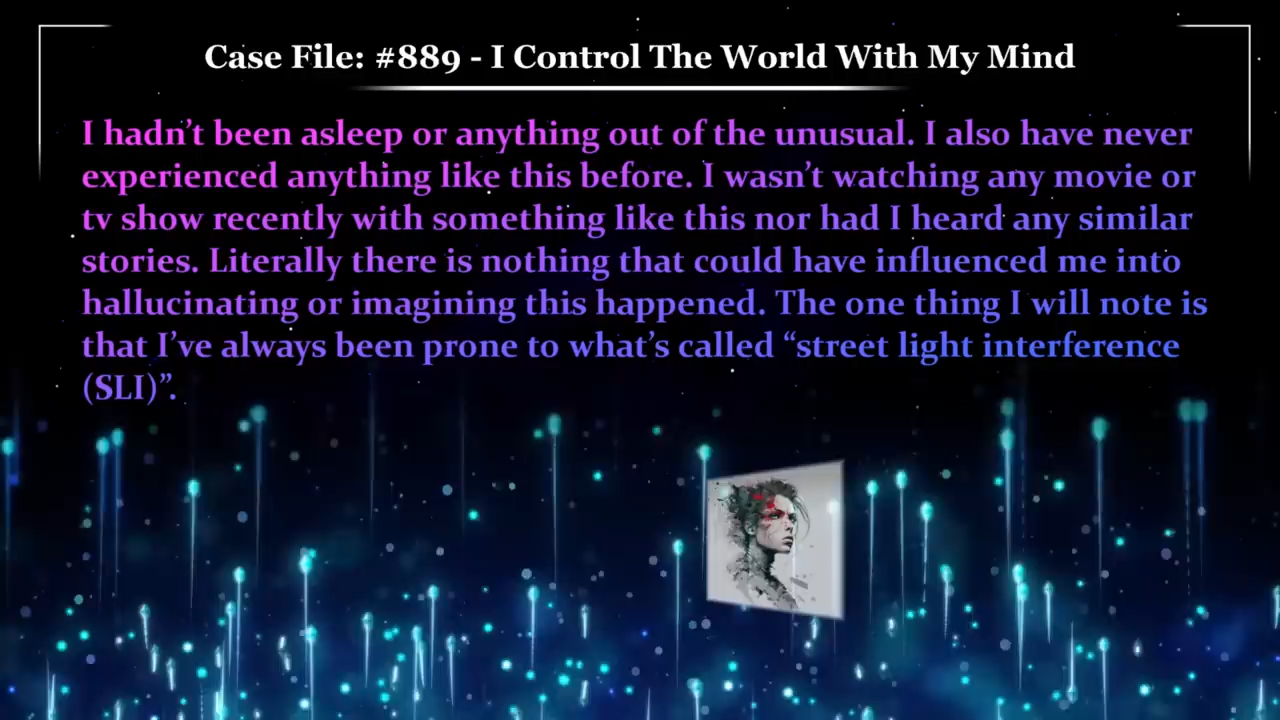 Case File: #889 - I Control The World With My Mind
I hadn’t been asleep or anything out of the unusual. I also have never
experienced anything like this before. I wasn’t watching any movie or
tv show recently with something like this nor had I heard any similar
stories. Literally there is nothing that could have influenced me into
hallucinating or imagining this happened. The one thing I will note is
that I’ve always been prone to what’s called “street light interference
(SLI)”.